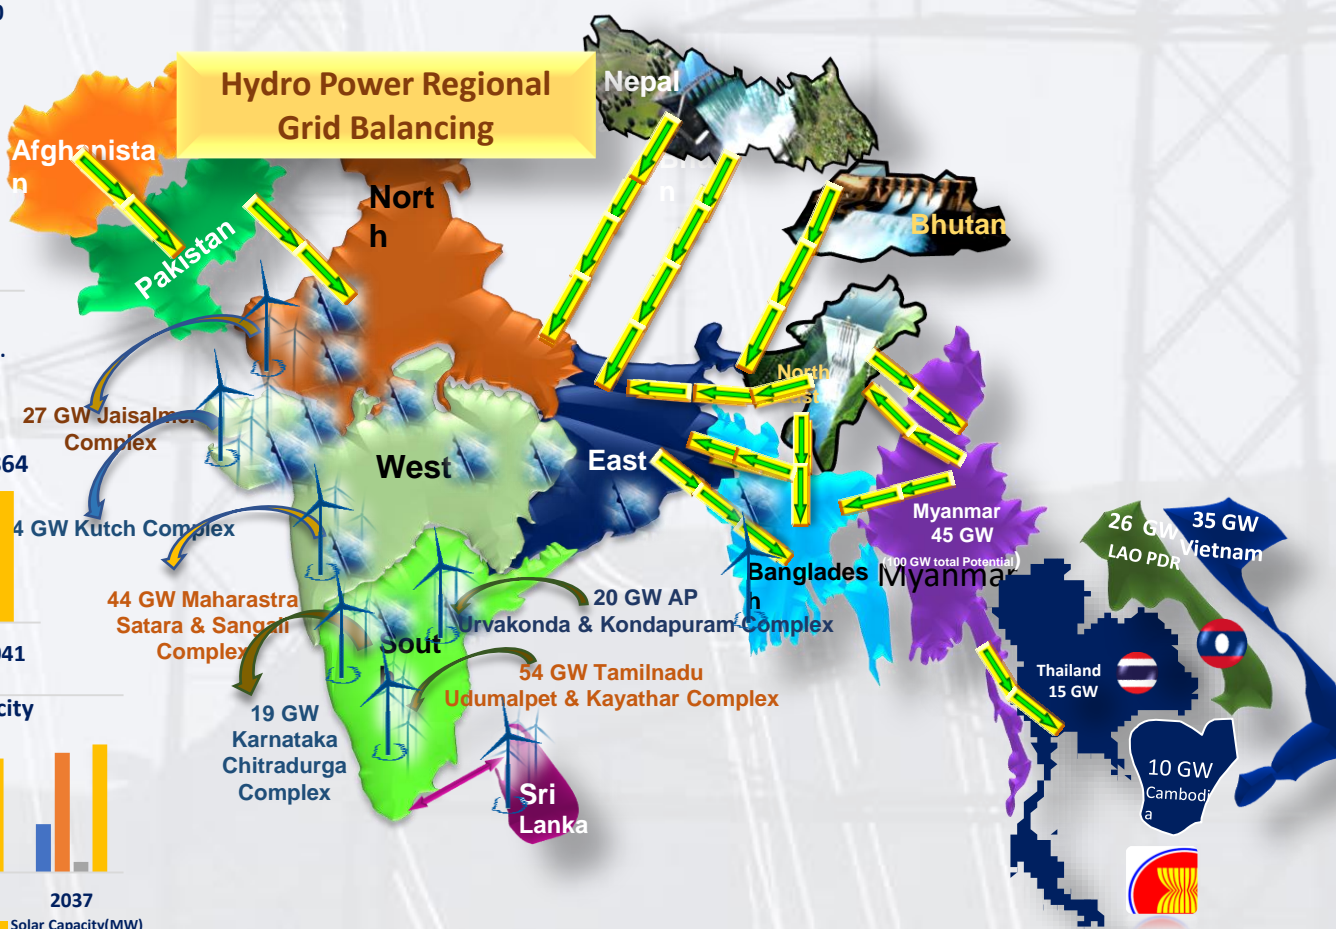 Hydro Power Regional
Grid Balancing
Nepal
Afghanista
n
Nort
h
Pakistan
Bhutan
North
27 GW Jaisalmer
Complex
West
East
364
4 GW Kutch Complex
Myanmar
45 GW
(100 GW total Potential)
Myanmar
26 GW
LAO PDR
35 GW
Vietnam
Banglades
h
44 GW Maharastra
Satara & Sangali
Complex
20 GW AP
Urvakonda & Kondapuram Complex
Sout
h
54 GW Tamilnadu
Udumalpet & Kayathar Complex
Thailand
15 GW
041
city
19 GW
Karnataka
Chitradurga
Complex
Sri
Lanka
10 GW
Cambodi
a
2037
Solar Capacity(MW)